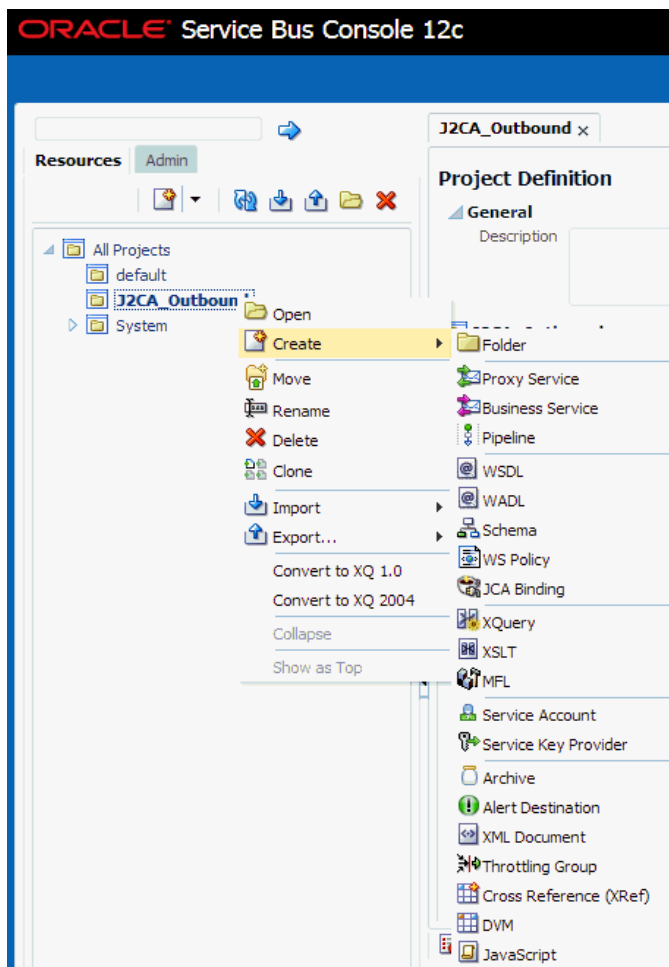 ORACLE Service Bus Console 12c
J2CA_Outbound x
Resources Admin
Project Definition
General
Description
All Projects
default
J2CA_Outbound
System
Open
Create
Move
Rename
Delete
Clone
Import
Export...
Convert to XQ 1.0
Convert to XQ 2004
Collapse
Show as Top
Folder
Proxy Service
Business Service
Pipeline
WSDL
WADL
Schema
WS Policy
JCA Binding
XQuery
XSLT
MFL
Service Account
Service Key Provider
Archive
Alert Destination
XML Document
Throttling Group
Cross Reference (XRef)
DVM
JavaScript